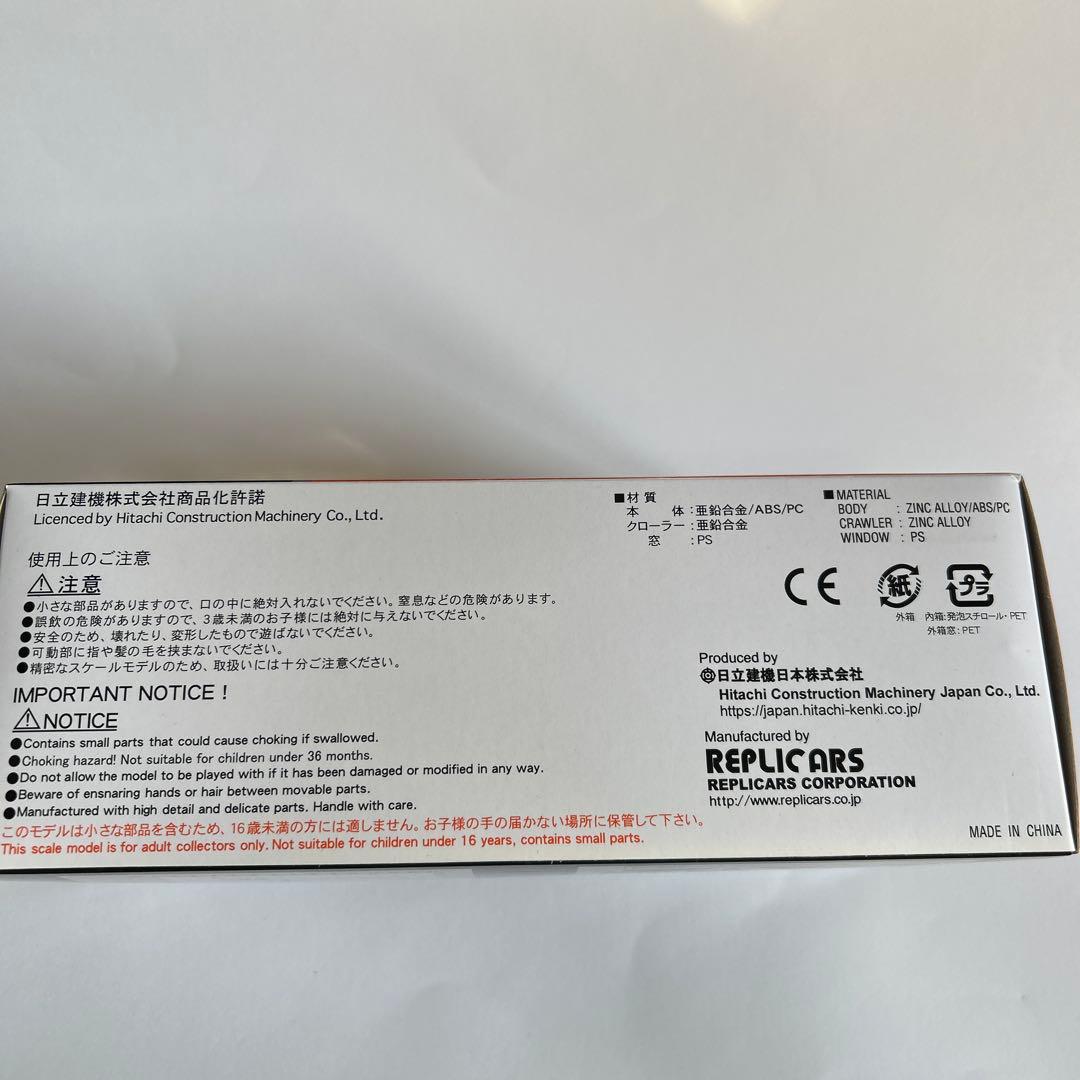 日立建機株式会社商品化許諾
Licenced by Hitachi Construction Machinery Co., Ltd.
使用上のご注意
⚠注意
●小さな部品がありますので、口の中に絶対入れないでください。窒息などの危険があります。
●誤飲の危険がありますので、3歳未満のお子様には絶対に与えないでください。
●安全のため、壊れたり、変形したもので遊ばないでください。
●可動部に指や髪の毛を挟まないでください。
●精密なスケールモデルのため、取扱いには十分ご注意ください。
IMPORTANT NOTICE !
⚠NOTICE
●Contains small parts that could cause choking if swallowed.
●Choking hazard! Not suitable for children under 36 months.
●Do not allow the model to be played with if it has been damaged or modified in any way.
●Beware of ensnaring hands or hair between movable parts.
●Manufactured with high detail and delicate parts. Handle with care.
このモデルは小さな部品を含むため、16歳未満の方には適しません。お子様の手の届かない場所に保管して下さい。
This scale model is for adult collectors only. Not suitable for children under 16 years, contains small parts.
■材質
本　体:亜鉛合金/ABS/PC
クローラー:亜鉛合金
窓　:PS
■MATERIAL
BODY : ZINC ALLOY/ABS/PC
CRAWLER : ZINC ALLOY
WINDOW : PS
CE
紙
外箱
プラ
内箱:発泡スチロール・PET
外箱窓:PET
Produced by
日立建機日本株式会社
Hitachi Construction Machinery Japan Co., Ltd.
https://japan.hitachi-kenki.co.jp/
Manufactured by
REPLICARS
REPLICARS CORPORATION
http://www.replicars.co.jp
MADE IN CHINA